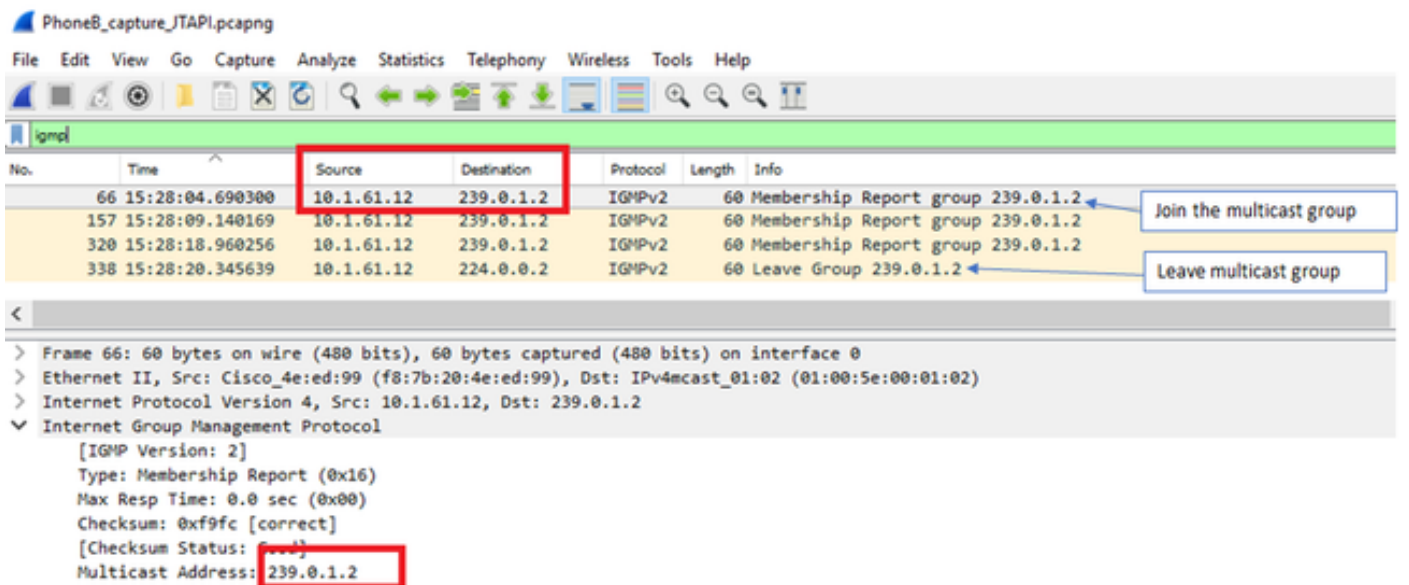 PhoneB_capture_JTAPI.pcapng
File Edit View Go Capture Analyze Statistics Telephony Wireless Tools Help
igmp
No. Time Source Destination Protocol Length Info
66 15:28:04.690300 10.1.61.12 239.0.1.2 IGMPv2 60 Membership Report group 239.0.1.2
Join the multicast group
157 15:28:09.140169 10.1.61.12 239.0.1.2 IGMPv2 60 Membership Report group 239.0.1.2
320 15:28:18.960256 10.1.61.12 239.0.1.2 IGMPv2 60 Membership Report group 239.0.1.2
338 15:28:20.345639 10.1.61.12 224.0.0.2 IGMPv2 60 Leave Group 239.0.1.2
Leave multicast group
Frame 66: 60 bytes on wire (480 bits), 60 bytes captured (480 bits) on interface 0
Ethernet II, Src: Cisco_4e:ed:99 (f8:7b:20:4e:ed:99), Dst: IPv4mcast_01:02 (01:00:5e:00:01:02)
Internet Protocol Version 4, Src: 10.1.61.12, Dst: 239.0.1.2
Internet Group Management Protocol
[IGMP Version: 2]
Type: Membership Report (0x16)
Max Resp Time: 0.0 sec (0x00)
Checksum: 0xf9fc [correct]
[Checksum Status:
Multicast Address: 239.0.1.2